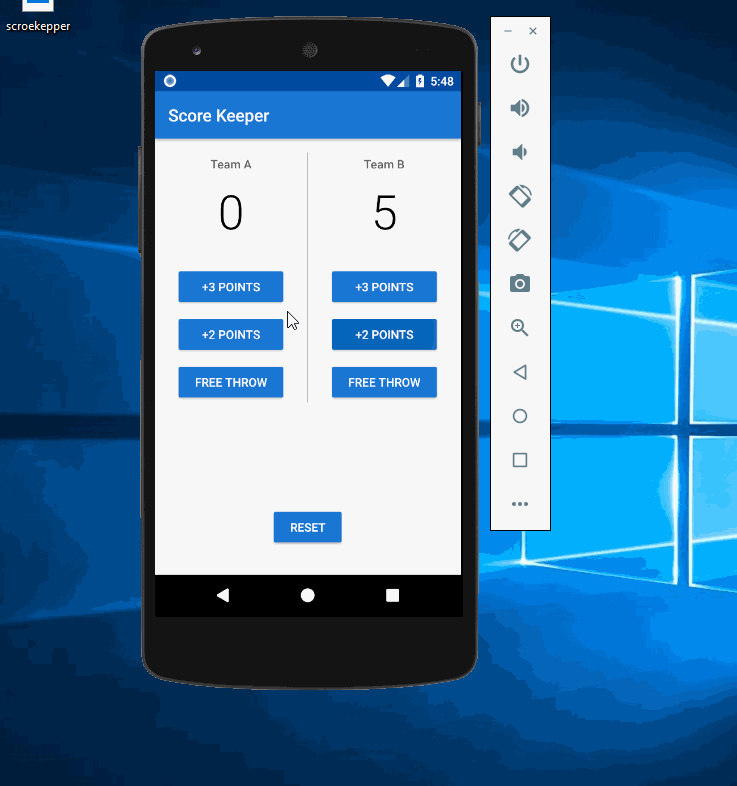 scroekepper
5:48
Score Keeper
Team A
Team B
0
5
+3 POINTS
+3 POINTS
+2 POINTS
+2 POINTS
FREE THROW
FREE THROW
RESET